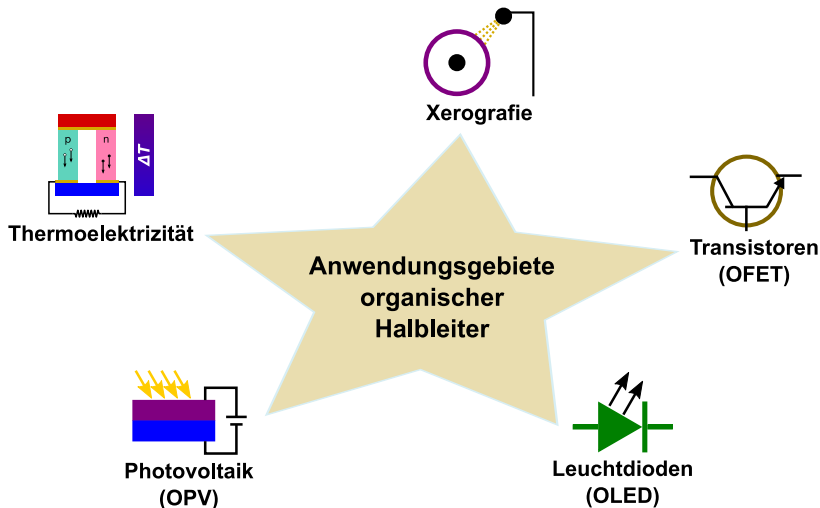 Xerografie
p n
ΔT
Thermoelektrizität
Transistoren
(OFET)
Anwendungsgebiete
organischer
Halbleiter
Photovoltaik
(OPV)
Leuchtdioden
(OLED)